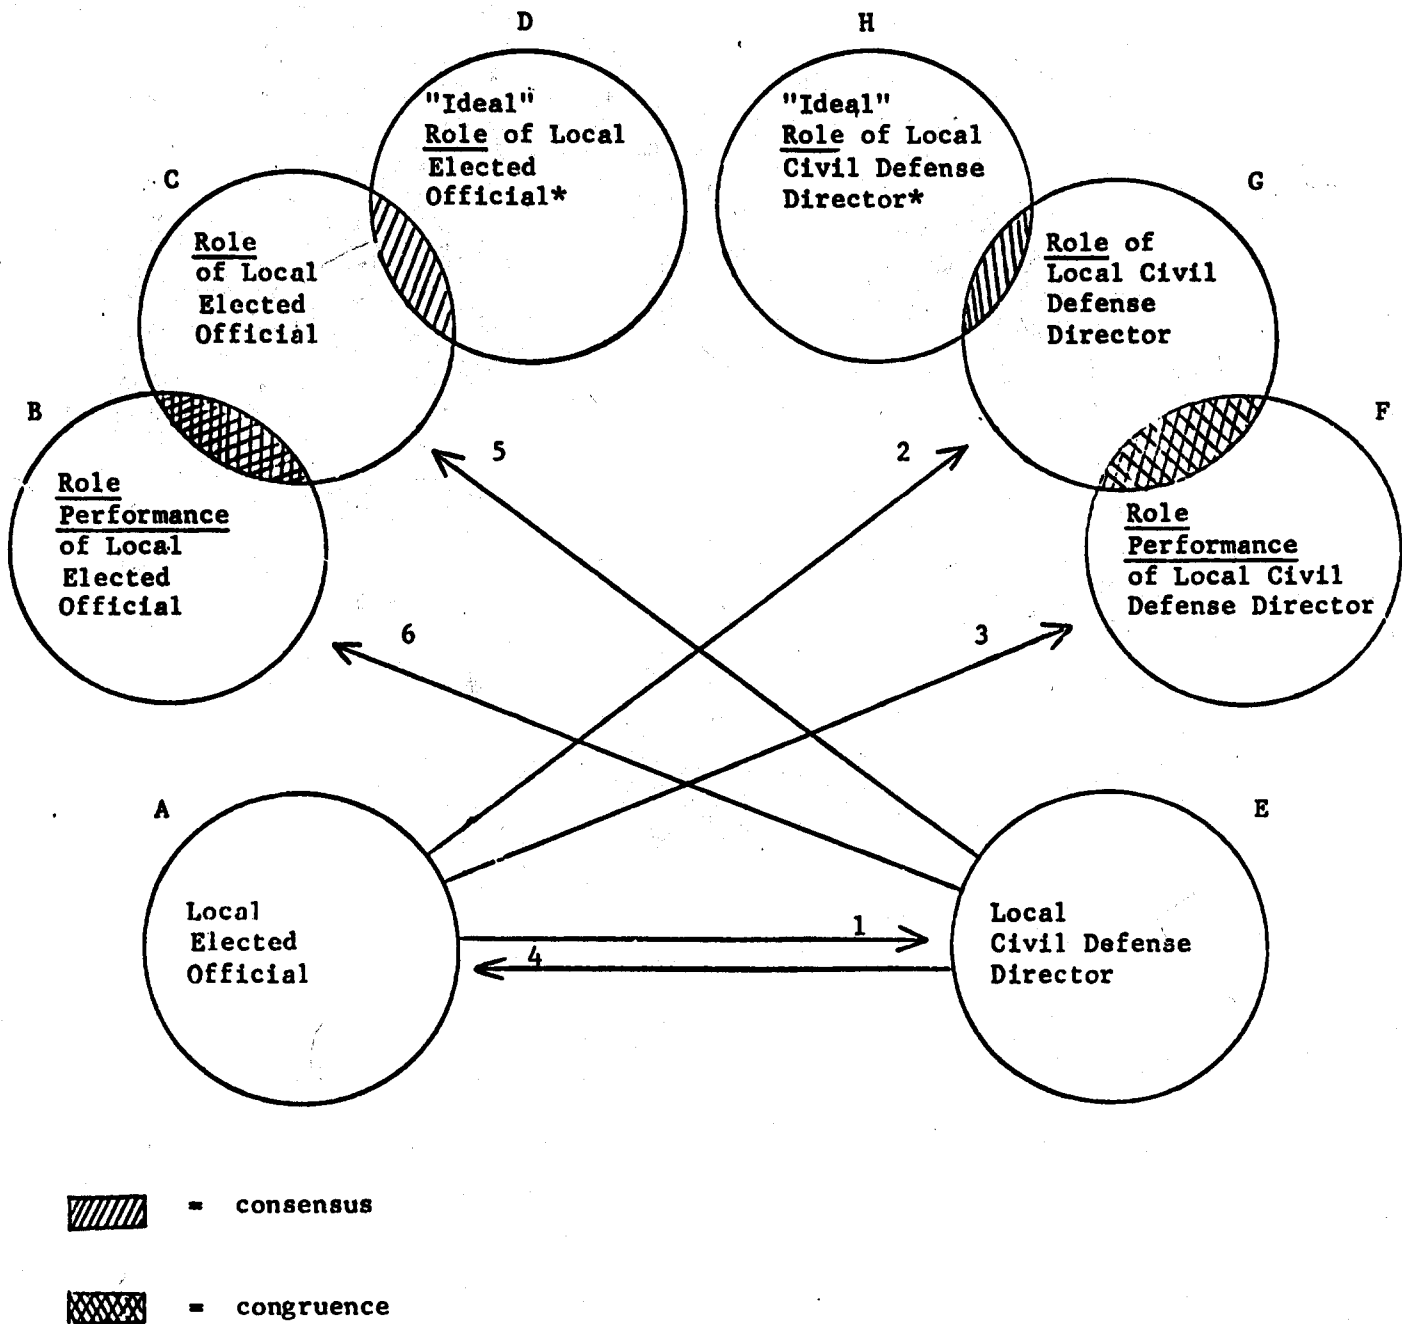 D
H
"Ideal"
Role of Local
Elected
Official*
"Ideal"
Role of Local
Civil Defense
Director*
C
G
Role
of Local
Elected
Official
Role of
Local Civil
Defense
Director
B
F
Role
Performance
of Local
Elected
Official
Role
Performance
of Local Civil
Defense Director
5
2
6
3
A
E
Local
Elected
Official
1
4
Local
Civil Defense
Director
= consensus
= congruence